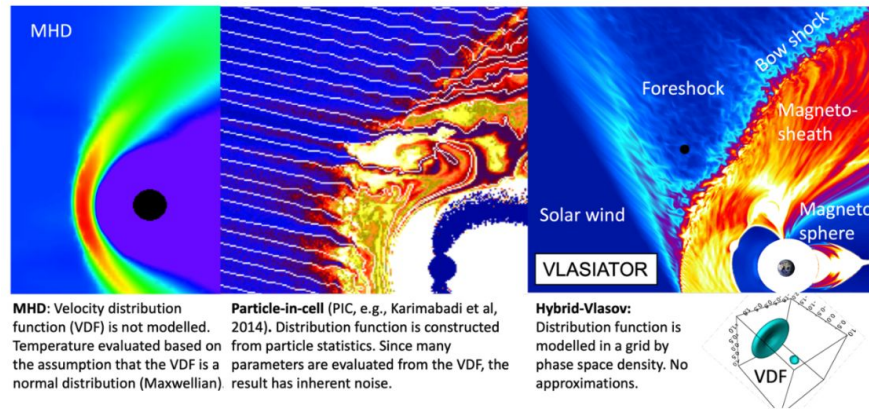 MHD
Foreshock
Bow shock
Magneto-
sheath
Solar wind
Magneto
sphere
VLASIATOR
MHD: Velocity distribution
function (VDF) is not modelled.
Temperature evaluated based on
the assumption that the VDF is a
normal distribution (Maxwellian)
Particle-in-cell (PIC, e.g., Karimabadi et al,
2014). Distribution function is constructed
from particle statistics. Since many
parameters are evaluated from the VDF, the
result has inherent noise.
Hybrid-Vlasov:
Distribution function is
modelled in a grid by
phase space density. No
approximations.
VDF